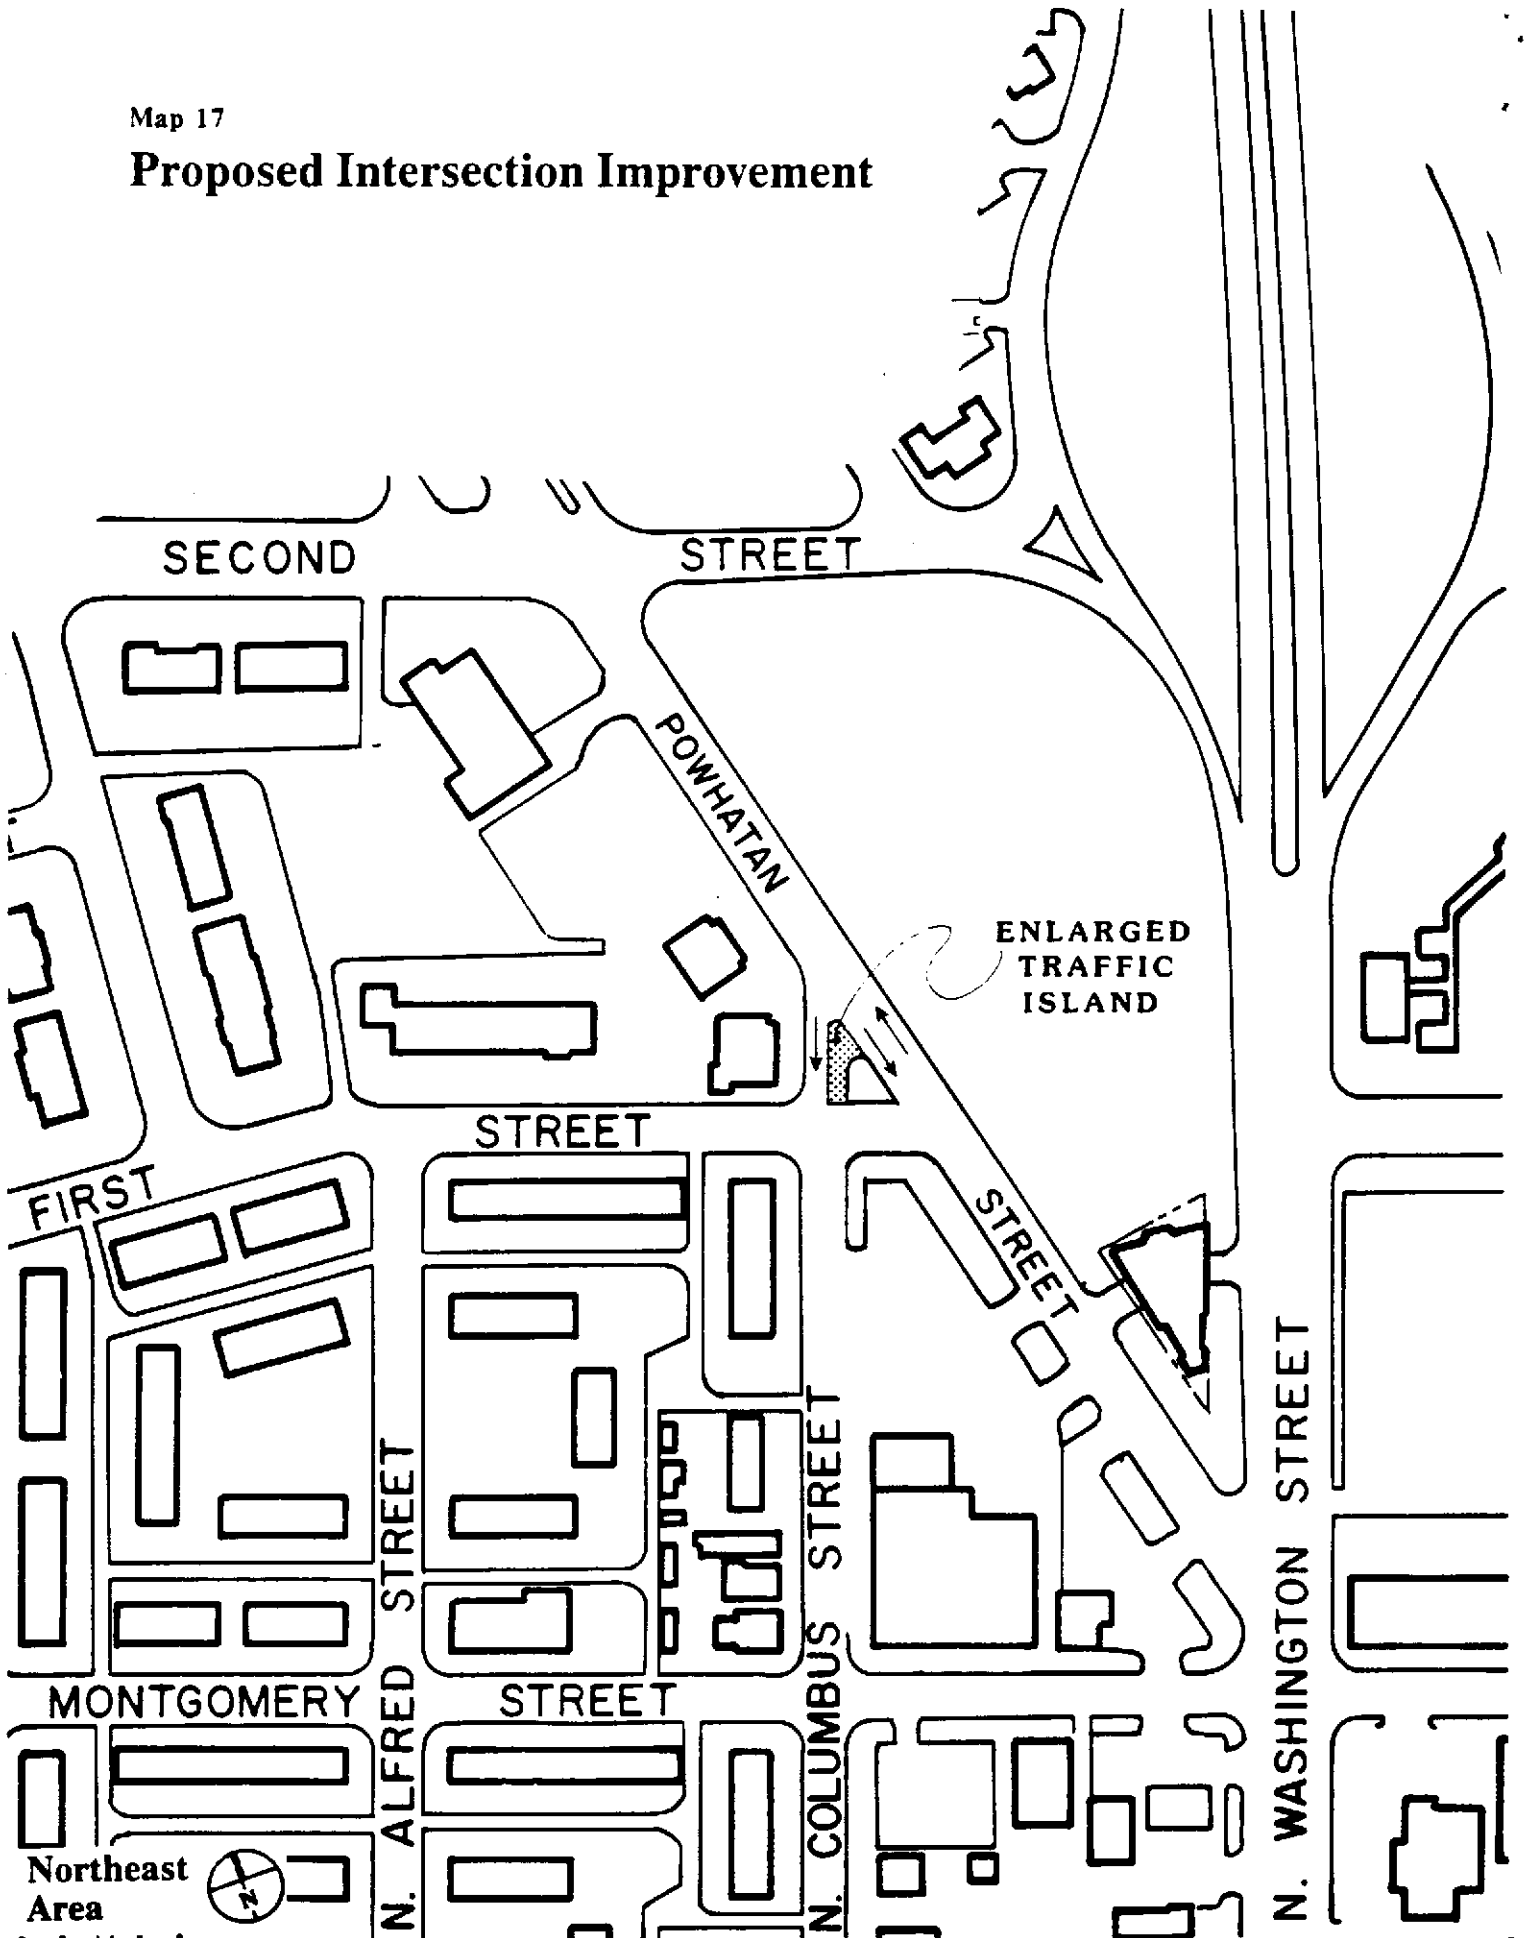 Map 17
Proposed Intersection Improvement
SECOND STREET
POWHATAN STREET
ENLARGED
TRAFFIC
ISLAND
FIRST STREET
MONTGOMERY STREET
N. ALFRED STREET
N. COLUMBUS STREET
N. WASHINGTON STREET
Northeast
Area
N